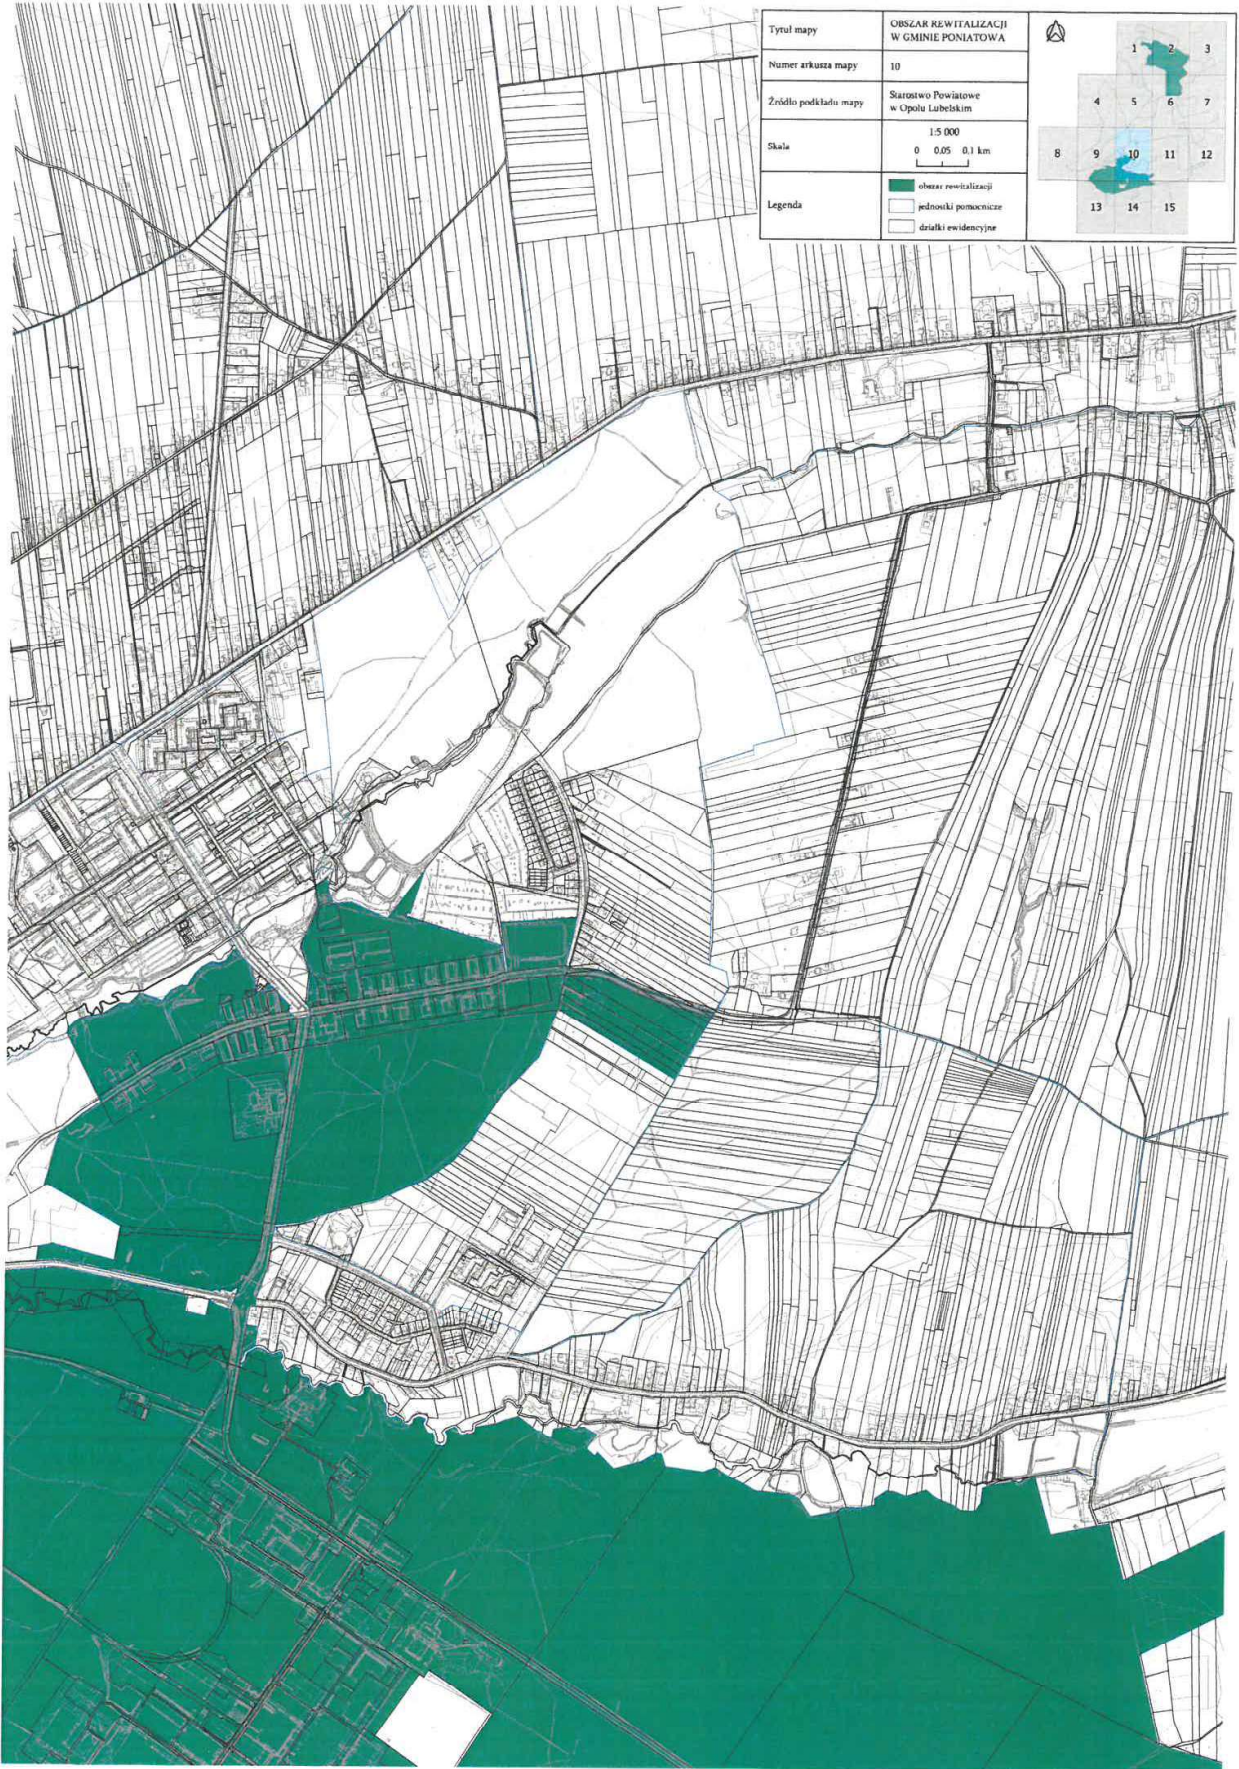 Tytuł mapy
OBSZAR REWITALIZACJI
W GMINIE PONIATOWA
Numer arkusza mapy
10
Źródło podkładu mapy
Starostwo Powiatowe
w Opolu Lubelskim
Skala
1:5 000
0 0,05 0,1 km
Legenda
obszar rewitalizacji
jednostki pomocnicze
działki ewidencyjne
1 2 3
4 5 6 7
8 9 10 11 12
13 14 15